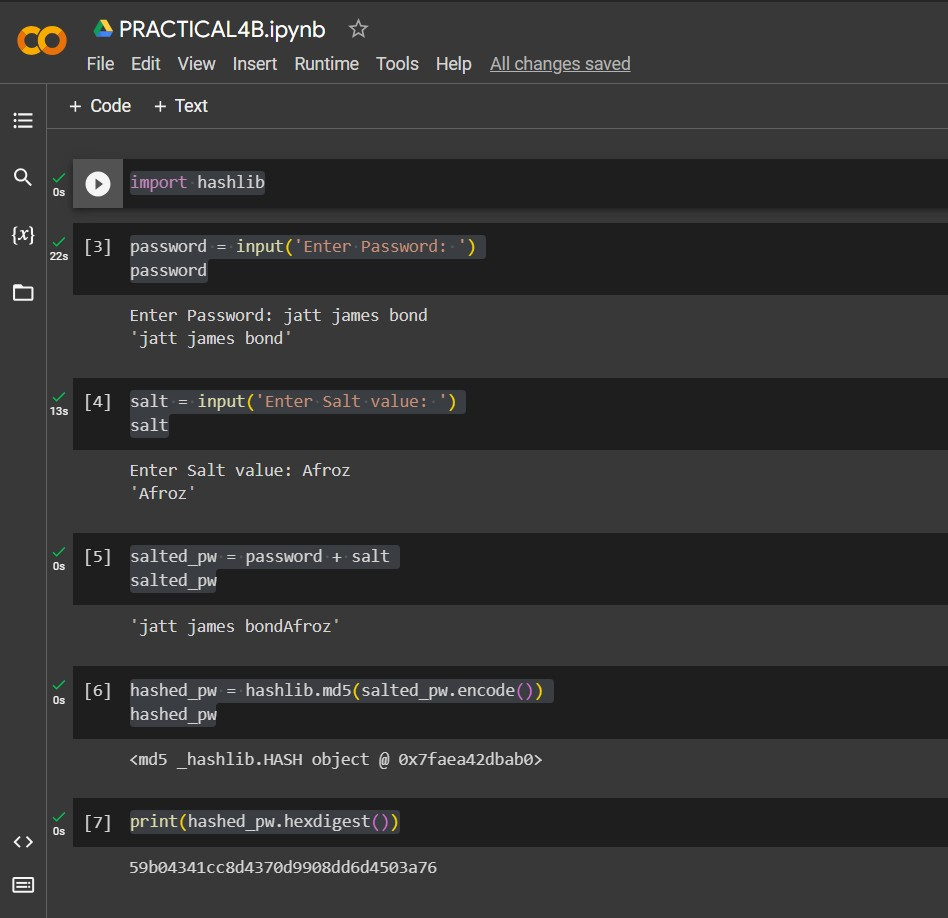 PRACTICAL4B.ipynb
File Edit View Insert Runtime Tools Help All changes saved
+ Code + Text
0s import hashlib
22s [3] password = input('Enter Password: ')
password
Enter Password: jatt james bond
'jatt james bond'
13s [4] salt = input('Enter Salt value: ')
salt
Enter Salt value: Afroz
'Afroz'
0s [5] salted_pw = password + salt
salted_pw
'jatt james bondAfroz'
0s [6] hashed_pw = hashlib.md5(salted_pw.encode())
hashed_pw
<md5 _hashlib.HASH object @ 0x7faea42dbab0>
0s [7] print(hashed_pw.hexdigest())
59b04341cc8d4370d9908dd6d4503a76